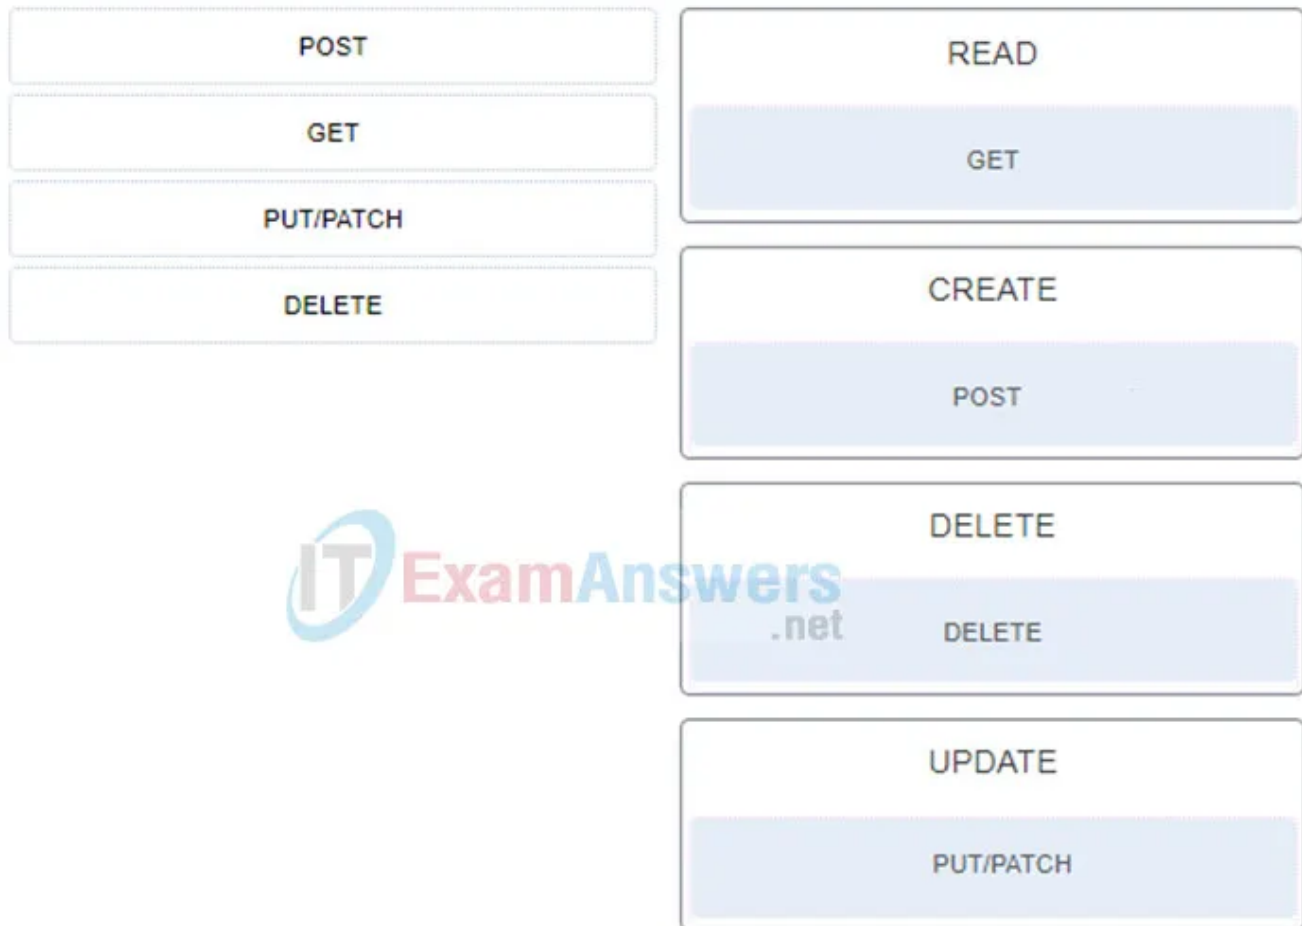 POST
GET
PUT/PATCH
DELETE
READ
GET
CREATE
POST
DELETE
DELETE
UPDATE
PUT/PATCH
ITExamAnswers
.net